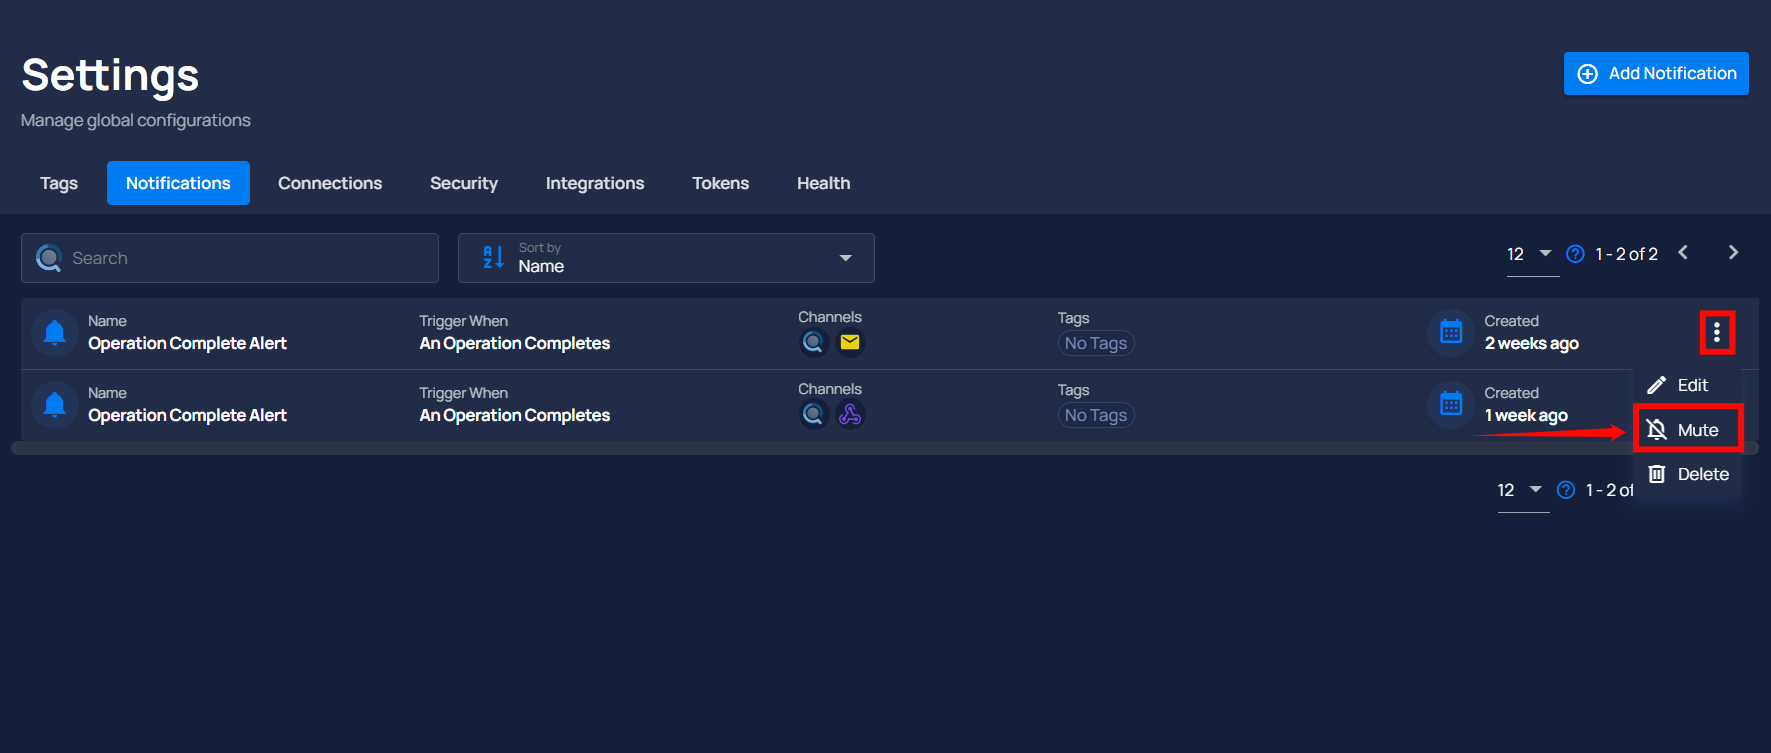 Settings
Add Notification
Manage global configurations
Tags Notifications Connections Security Integrations Tokens Health
Search
Sort by
Name
12 1 - 2 of 2
Name Trigger When Channels Tags Created
Operation Complete Alert An Operation Completes No Tags 2 weeks ago
Edit
Name Trigger When Channels Tags Created
Operation Complete Alert An Operation Completes No Tags 1 week ago
Mute
Delete
12 1 - 2 of